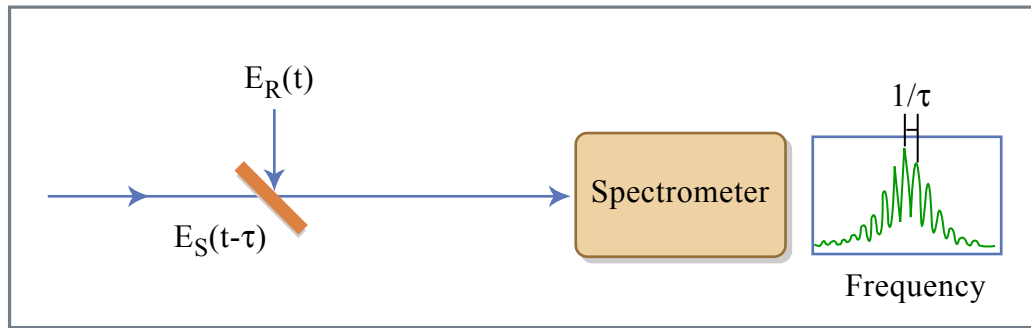 E_R(t)
1/τ
Spectrometer
E_S(t-τ)
Frequency